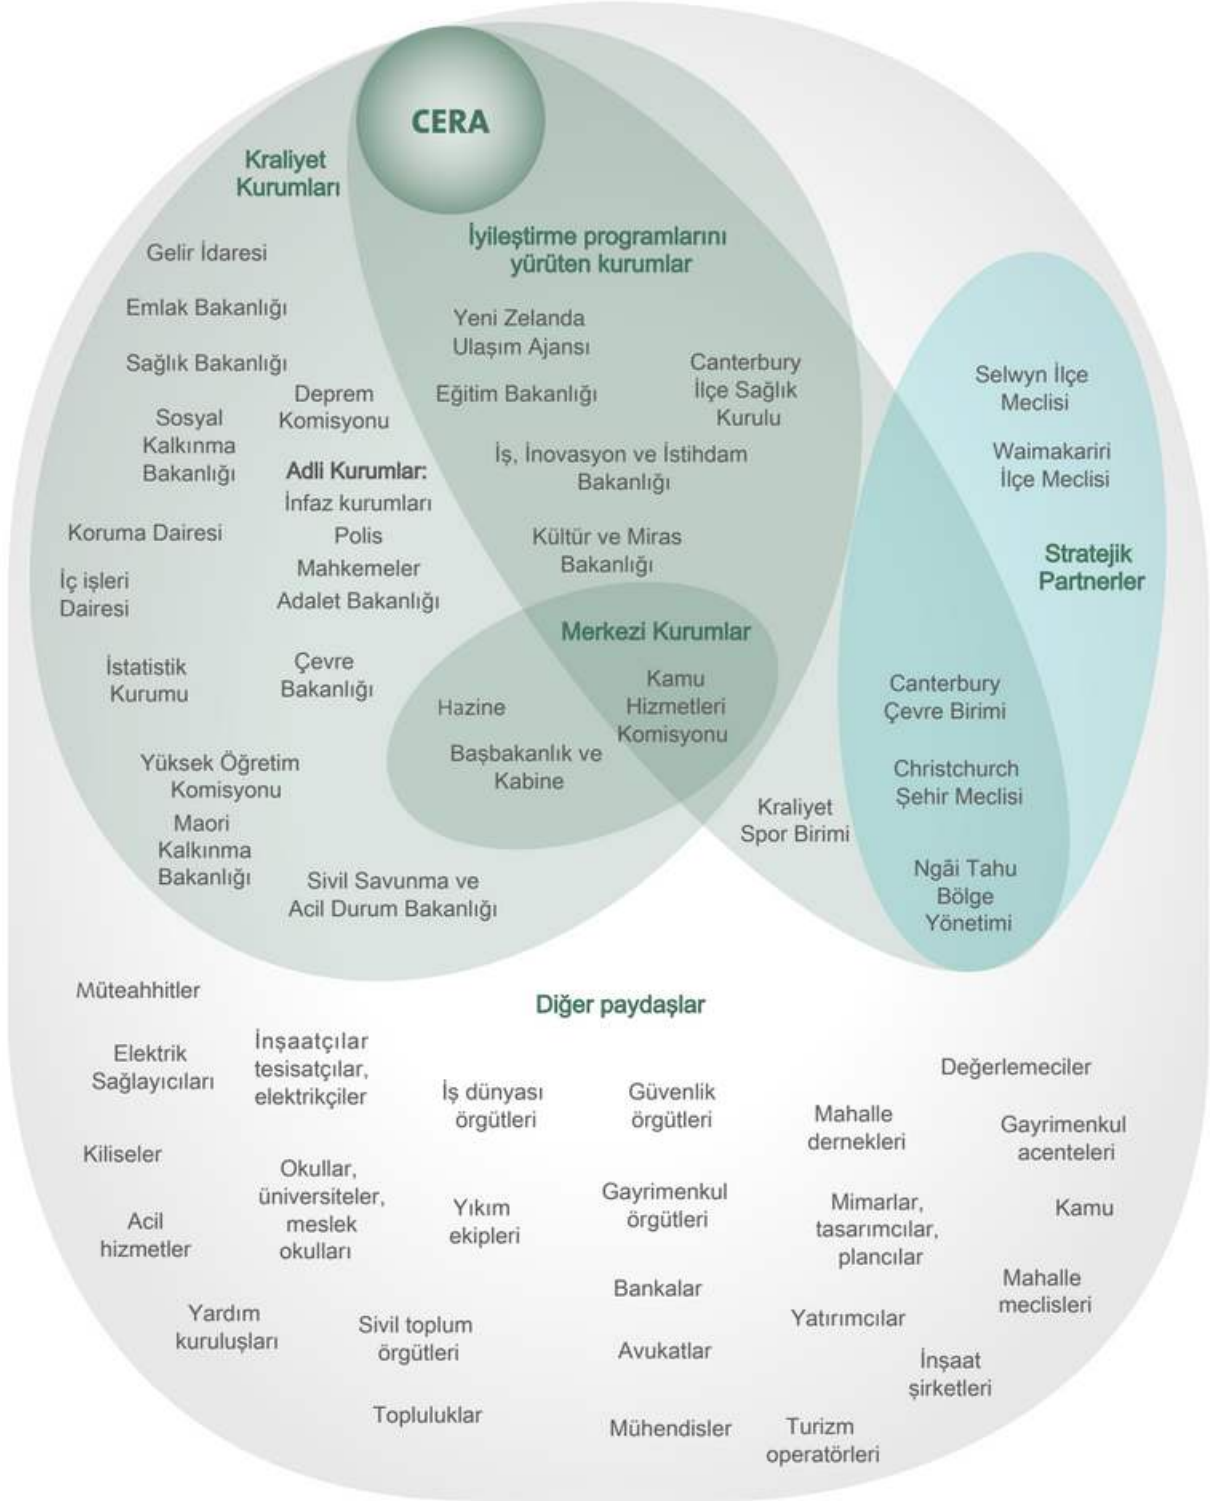 CERA
Kraliyet
Kurumları
Gelir İdaresi
Emlak Bakanlığı
Sağlık Bakanlığı
Sosyal
Kalkınma
Bakanlığı
Deprem
Komisyonu
Adli Kurumlar:
İnfaz kurumları
Polis
Mahkemeler
Adalet Bakanlığı
Koruma Dairesi
İç işleri
Dairesi
İstatistik
Kurumu
Çevre
Bakanlığı
Yüksek Öğretim
Komisyonu
Maori
Kalkınma
Bakanlığı
Sivil Savunma ve
Acil Durum Bakanlığı
İyileştirme programlarını
yürüten kurumlar
Yeni Zelanda
Ulaşım Ajansı
Eğitim Bakanlığı
Canterbury
İlçe Sağlık
Kurulu
İş, İnovasyon ve İstihdam
Bakanlığı
Kültür ve Miras
Bakanlığı
Merkezi Kurumlar
Hazine
Kamu
Hizmetleri
Komisyonu
Başbakanlık ve
Kabine
Kraliyet
Spor Birimi
Selwyn İlçe
Meclisi
Waimakariri
İlçe Meclisi
Stratejik
Partnerler
Canterbury
Çevre Birimi
Christchurch
Şehir Meclisi
Ngāi Tahu
Bölge
Yönetimi
Diğer paydaşlar
Müteahhitler
Elektrik
Sağlayıcıları
İnşaatçılar
tesisatçılar,
elektrikçiler
İş dünyası
örgütleri
Güvenlik
örgütleri
Mahalle
dernekleri
Değerlemeciler
Gayrimenkul
acenteleri
Kiliseler
Okullar,
üniversiteler,
meslek
okulları
Acil
hizmetler
Yıkım
ekipleri
Gayrimenkul
örgütleri
Mimarlar,
tasarımcılar,
plancılar
Kamu
Bankalar
Mahalle
meclisleri
Yardım
kuruluşları
Sivil toplum
örgütleri
Avukatlar
Yatırımcılar
İnşaat
şirketleri
Topluluklar
Mühendisler
Turizm
operatörleri